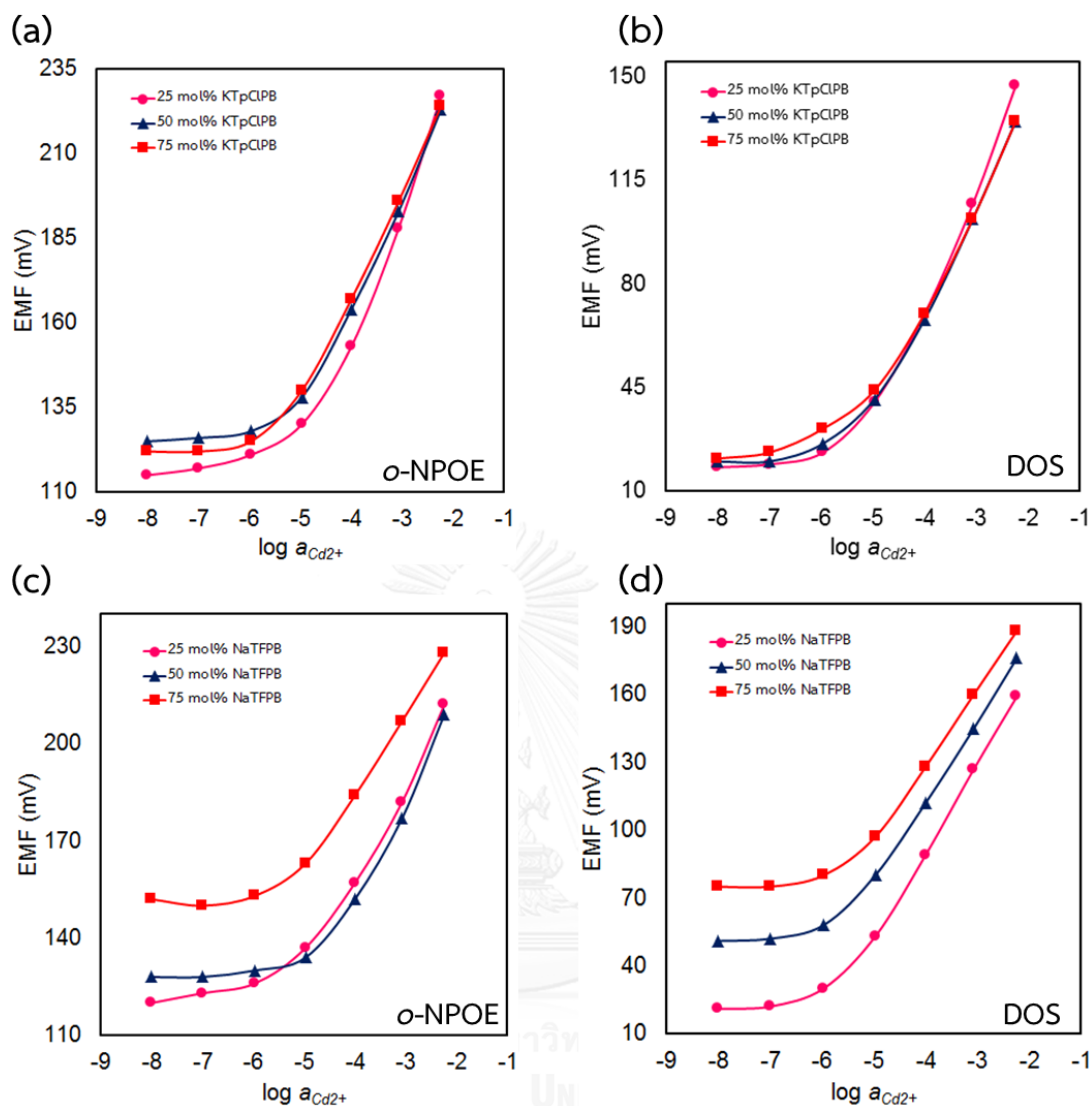 (a)
235
210
185
160
135
110
EMF (mV)
25 mol% KTpClPB
50 mol% KTpClPB
75 mol% KTpClPB
o-NPOE
-9 -8 -7 -6 -5 -4 -3 -2 -1
log aCd2+
(b)
150
115
80
45
10
EMF (mV)
25 mol% KTpClPB
50 mol% KTpClPB
75 mol% KTpClPB
DOS
-9 -8 -7 -6 -5 -4 -3 -2 -1
log aCd2+
(c)
230
200
170
140
110
EMF (mV)
25 mol% NaTFPB
50 mol% NaTFPB
75 mol% NaTFPB
o-NPOE
-9 -8 -7 -6 -5 -4 -3 -2 -1
log aCd2+
(d)
190
160
130
100
70
40
10
EMF (mV)
25 mol% NaTFPB
50 mol% NaTFPB
75 mol% NaTFPB
DOS
-9 -8 -7 -6 -5 -4 -3 -2 -1
log aCd2+